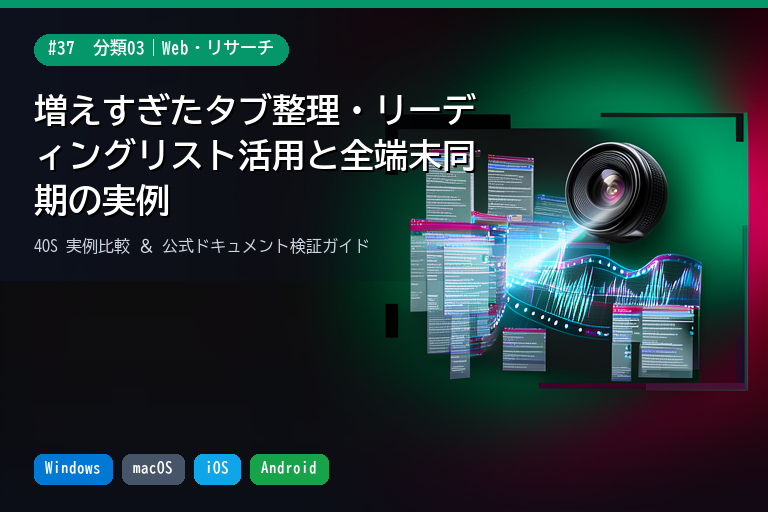 #37 分類03｜Web・リサーチ
増えすぎたタブ整理・リーデ
ィングリスト活用と全端末同
期の実例
4OS 実例比較 ＆ 公式ドキュメント検証ガイド
Windows macOS iOS Android